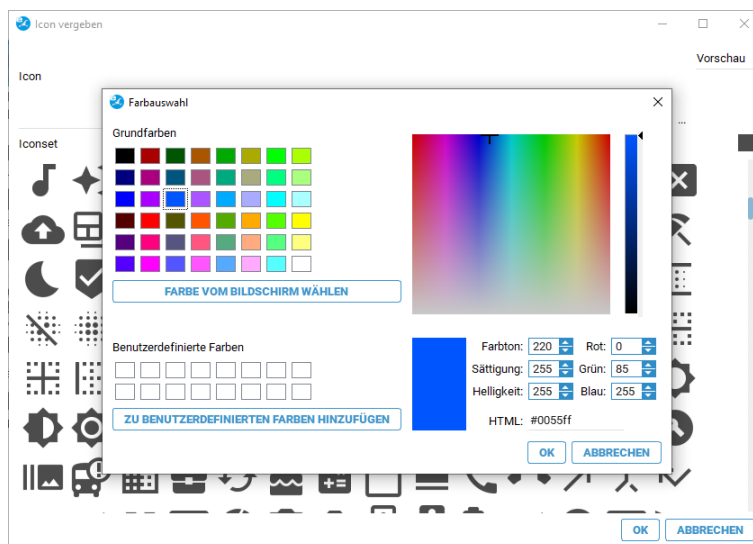 Icon vergeben
Vorschau
Icon
...
Iconset
Farbauswahl
Grundfarben
FARBE VOM BILDSCHIRM WÄHLEN
Benutzerdefinierte Farben
ZU BENUTZERDEFINIERTEN FARBEN HINZUFÜGEN
Farbton: 220 Rot: 0
Sättigung: 255 Grün: 85
Helligkeit: 255 Blau: 255
HTML: #0055ff
OK ABBRECHEN
OK ABBRECHEN